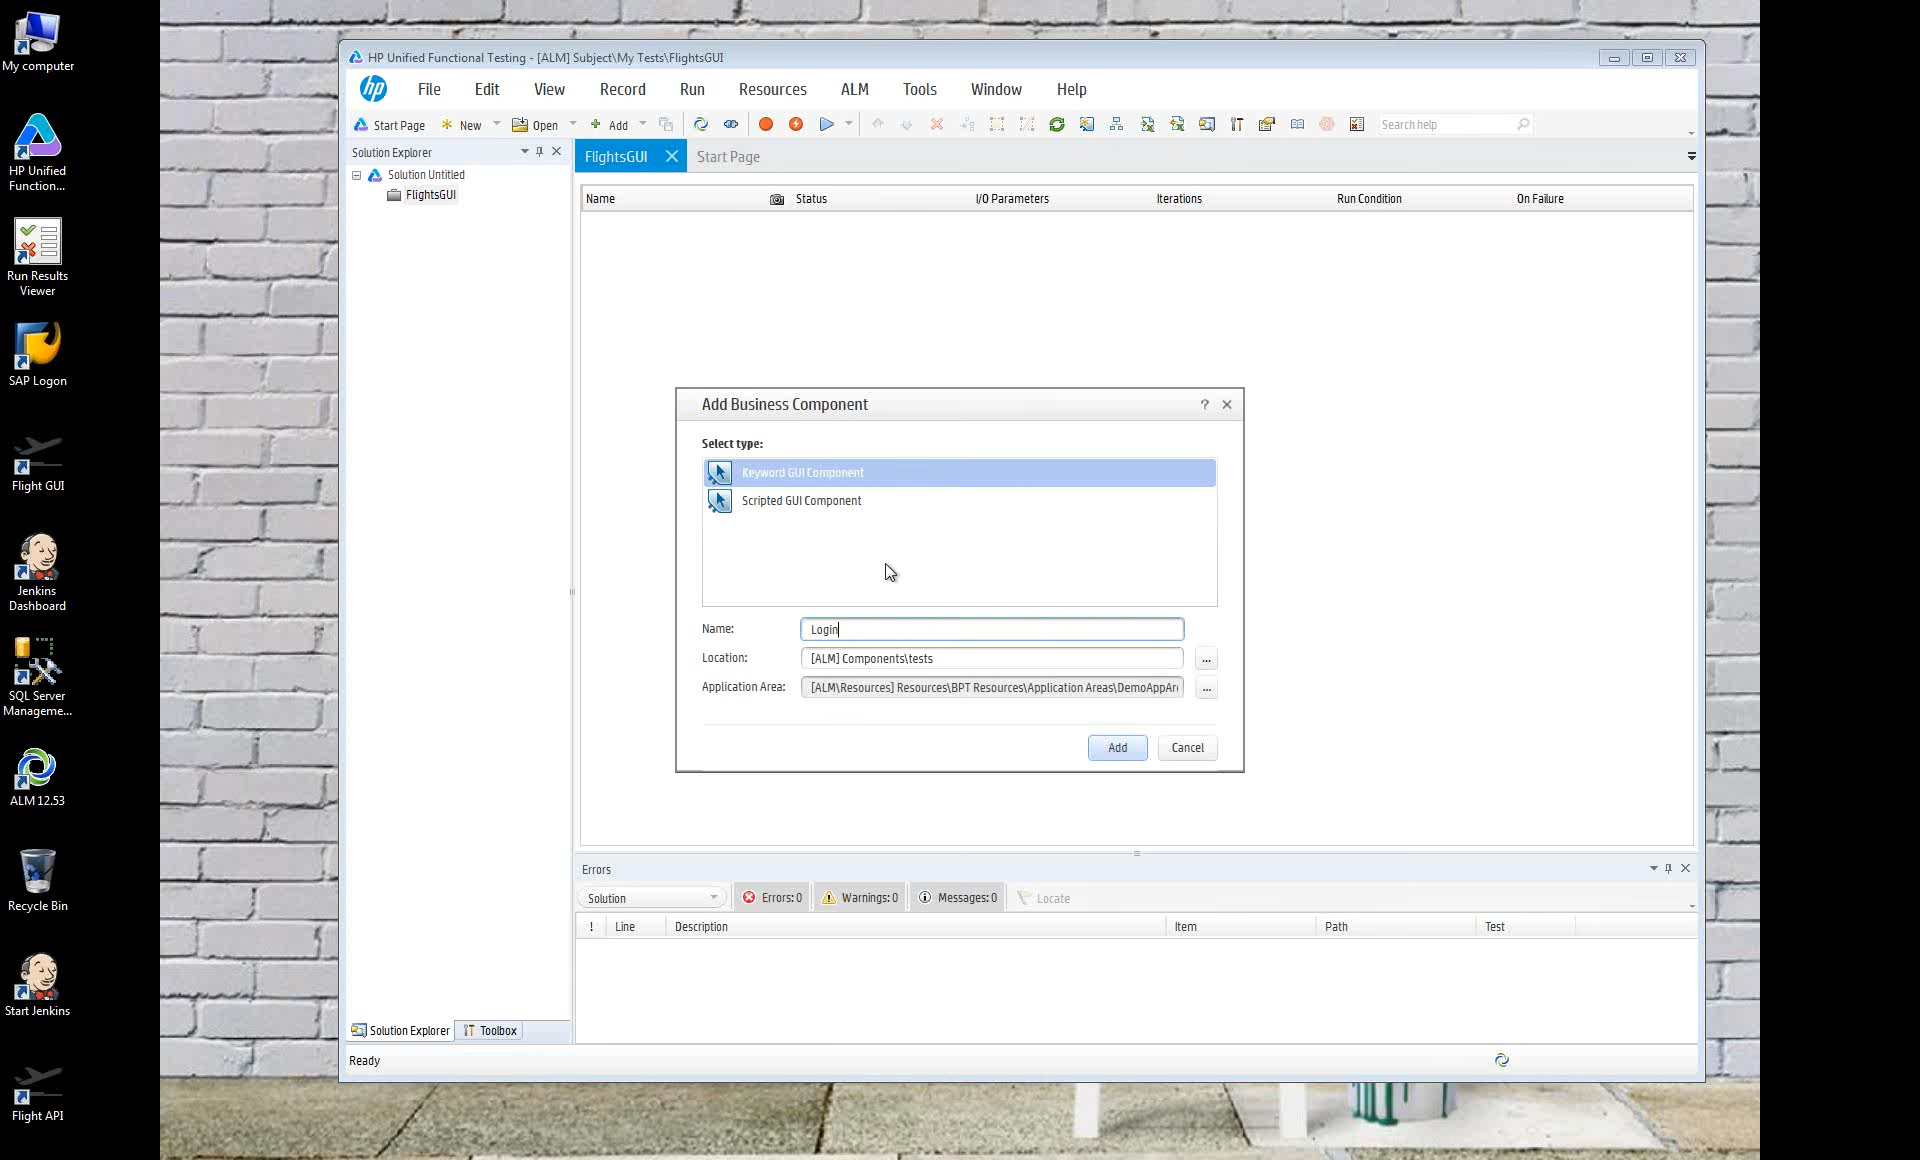 My computer
HP Unified
Function...
Run Results
Viewer
SAP Logon
Flight GUI
Jenkins
Dashboard
SQL Server
Manageme...
ALM 12.53
Recycle Bin
Start Jenkins
Flight API
HP Unified Functional Testing - [ALM] Subject\My Tests\FlightsGUI
hp File Edit View Record Run Resources ALM Tools Window Help
Start Page New Open Add Search help
Solution Explorer
Solution Untitled
FlightsGUI
FlightsGUI Start Page
Name Status I/O Parameters Iterations Run Condition On Failure
Add Business Component ?
Select type:
Keyword GUI Component
Scripted GUI Component
Name: Login
Location: [ALM] Components\tests ...
Application Area: [ALM\Resources] Resources\BPT Resources\Application Areas\DemoAppAr ...
Add Cancel
Errors
Solution Errors: 0 Warnings: 0 Messages: 0 Locate
! Line Description Item Path Test
Solution Explorer Toolbox
Ready